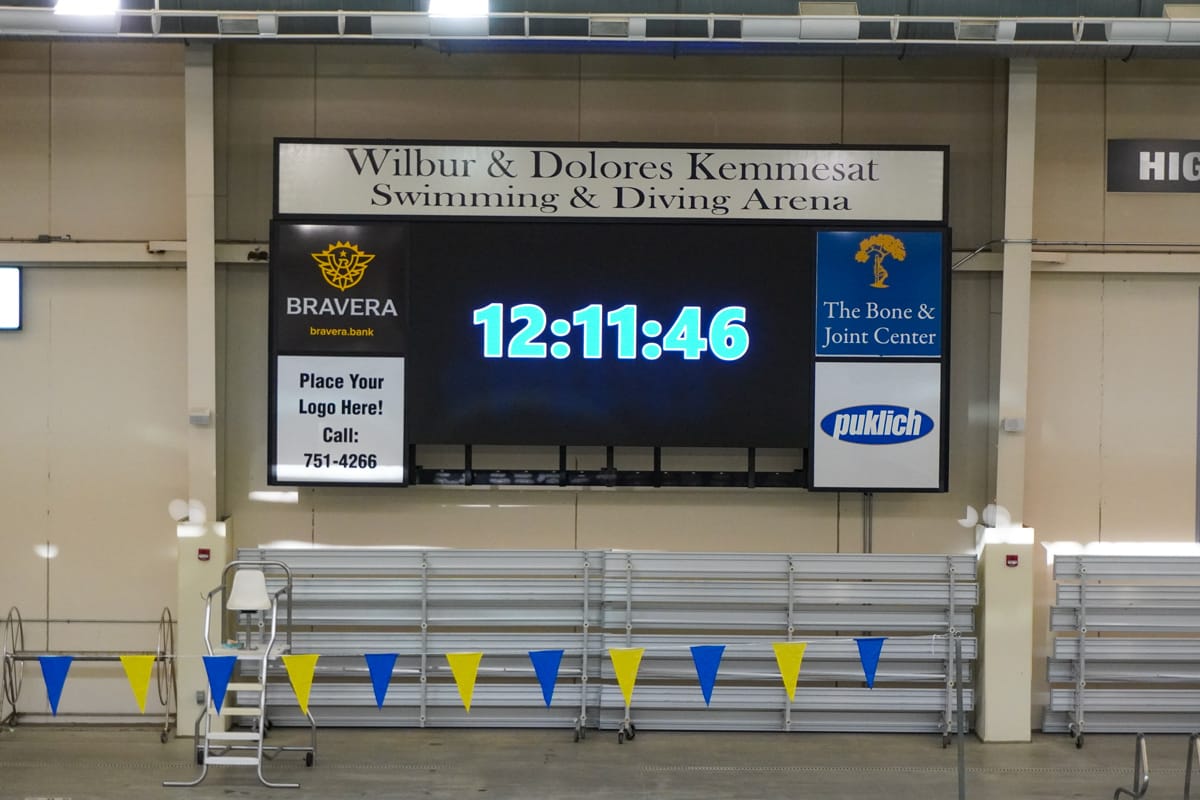 Wilbur & Dolores Kemmesat
Swimming & Diving Arena
BRAVERA
bravera.bank
Place Your
Logo Here!
Call:
751-4266
12:11:46
The Bone &
Joint Center
puklich